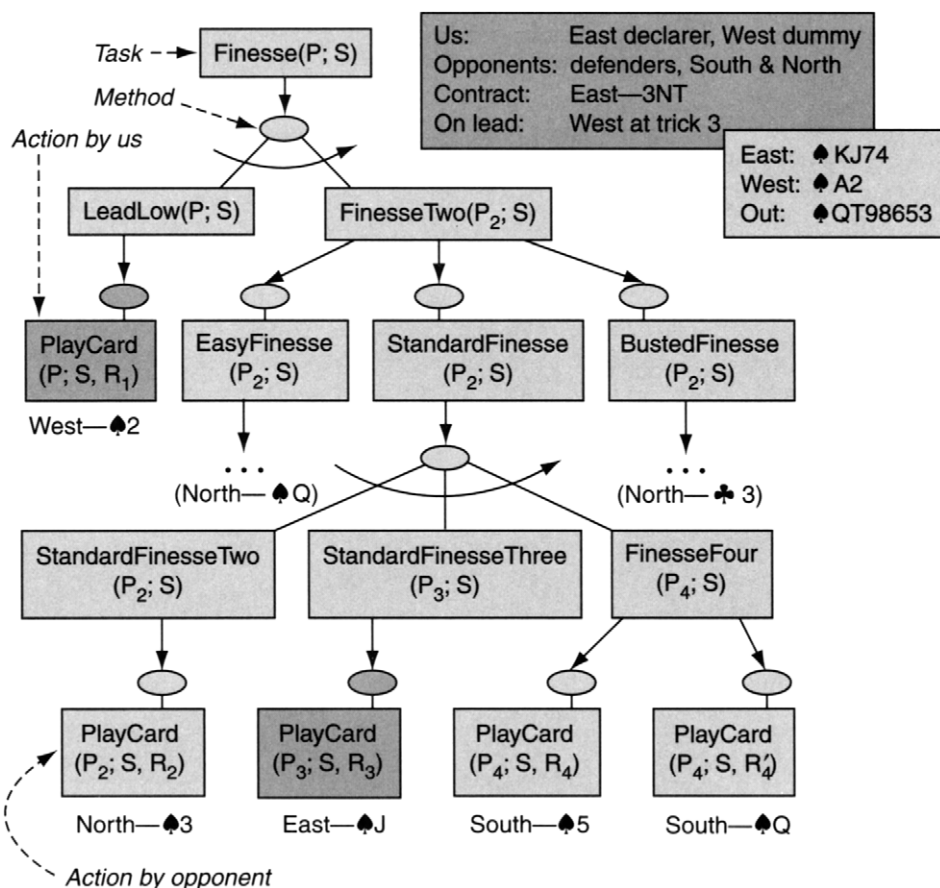 Task
Finesse(P; S)
Us: East declarer, West dummy
Opponents: defenders, South & North
Contract: East—3NT
On lead: West at trick 3
Method
Action by us
East: ♠KJ74
West: ♠A2
Out: ♠QT98653
LeadLow(P; S)
FinesseTwo(P₂; S)
PlayCard
(P; S, R₁)
West—♠2
EasyFinesse
(P₂; S)
StandardFinesse
(P₂; S)
BustedFinesse
(P₂; S)
. . .
(North—♠Q)
. . .
(North—♣ 3)
StandardFinesseTwo
(P₂; S)
StandardFinesseThree
(P₃; S)
FinesseFour
(P₄; S)
PlayCard
(P₂; S, R₂)
North—♠3
PlayCard
(P₃; S, R₃)
East—♠J
PlayCard
(P₄; S, R₄)
South—♠5
PlayCard
(P₄; S, R₄′)
South—♠Q
Action by opponent